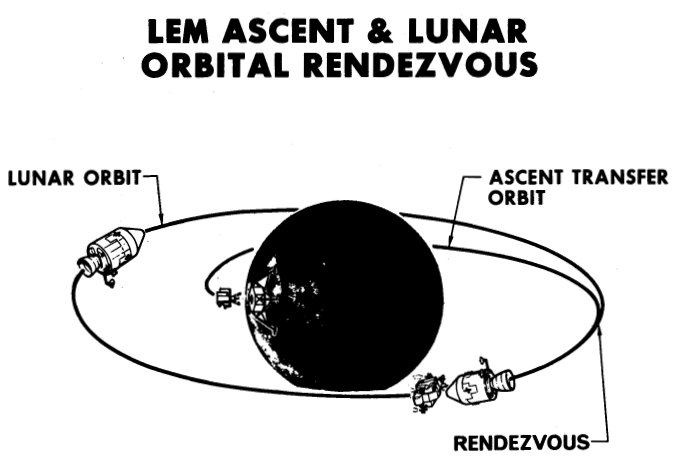 LEM ASCENT & LUNAR
ORBITAL RENDEZVOUS
LUNAR ORBIT
ASCENT TRANSFER
ORBIT
RENDEZVOUS